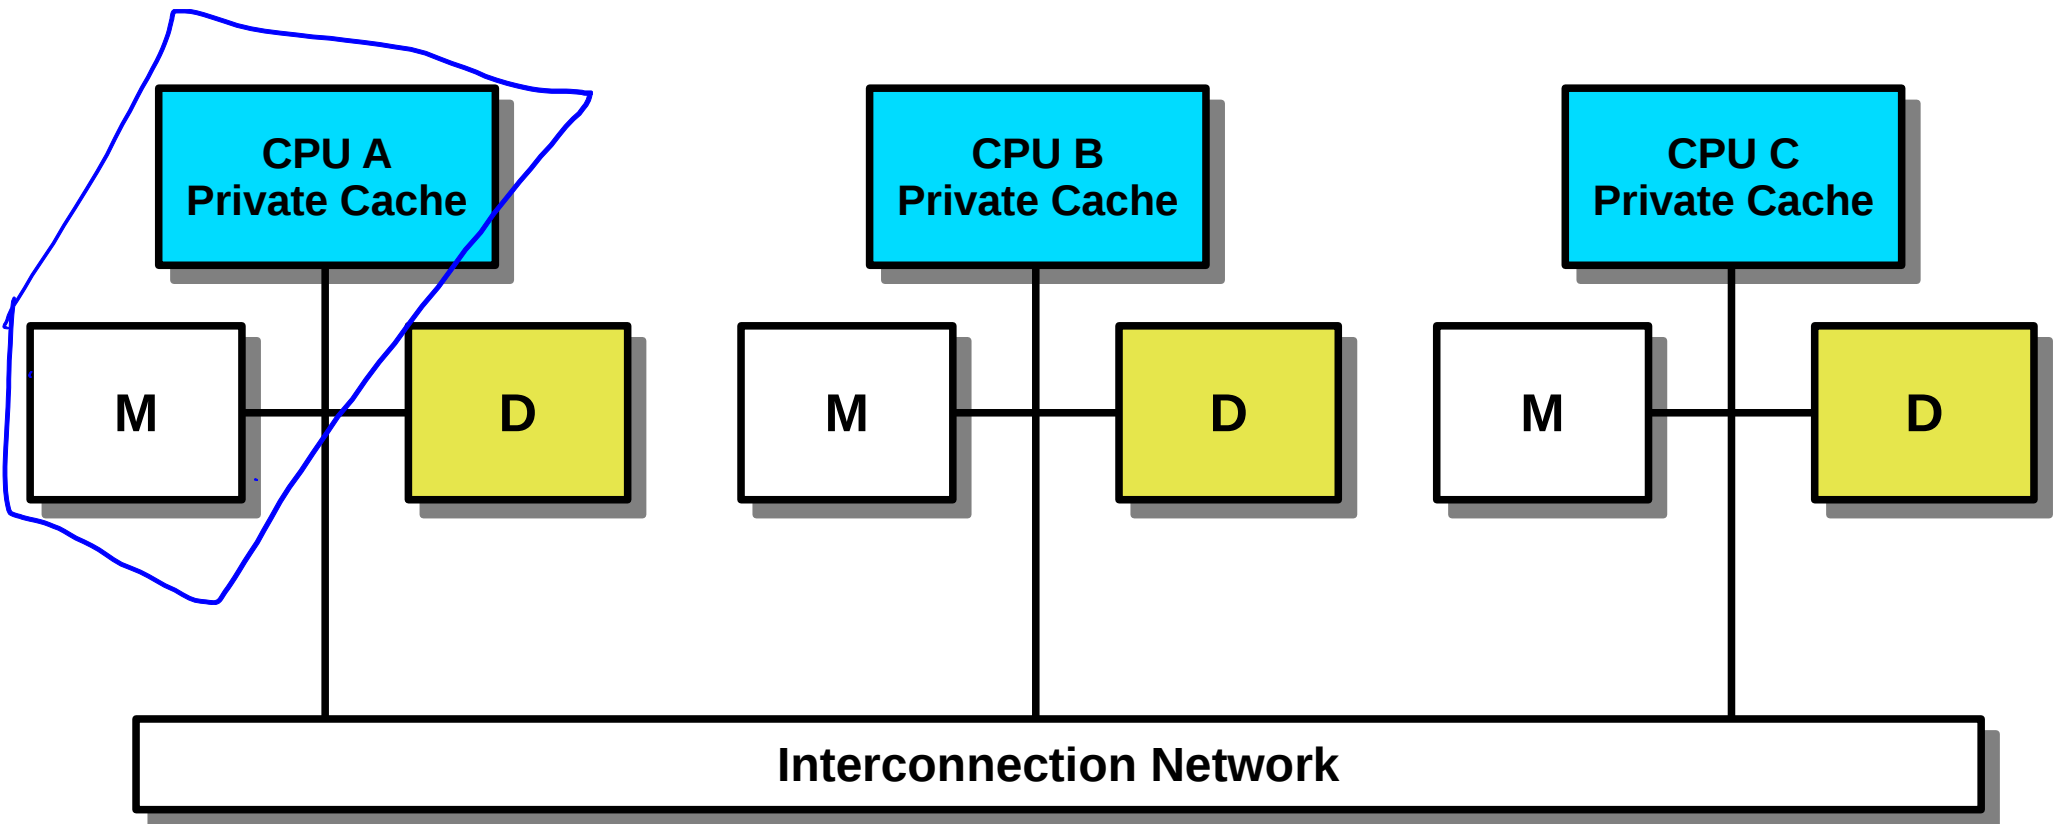 CPU A
Private Cache
CPU B
Private Cache
CPU C
Private Cache
M
D
M
D
M
D
Interconnection Network